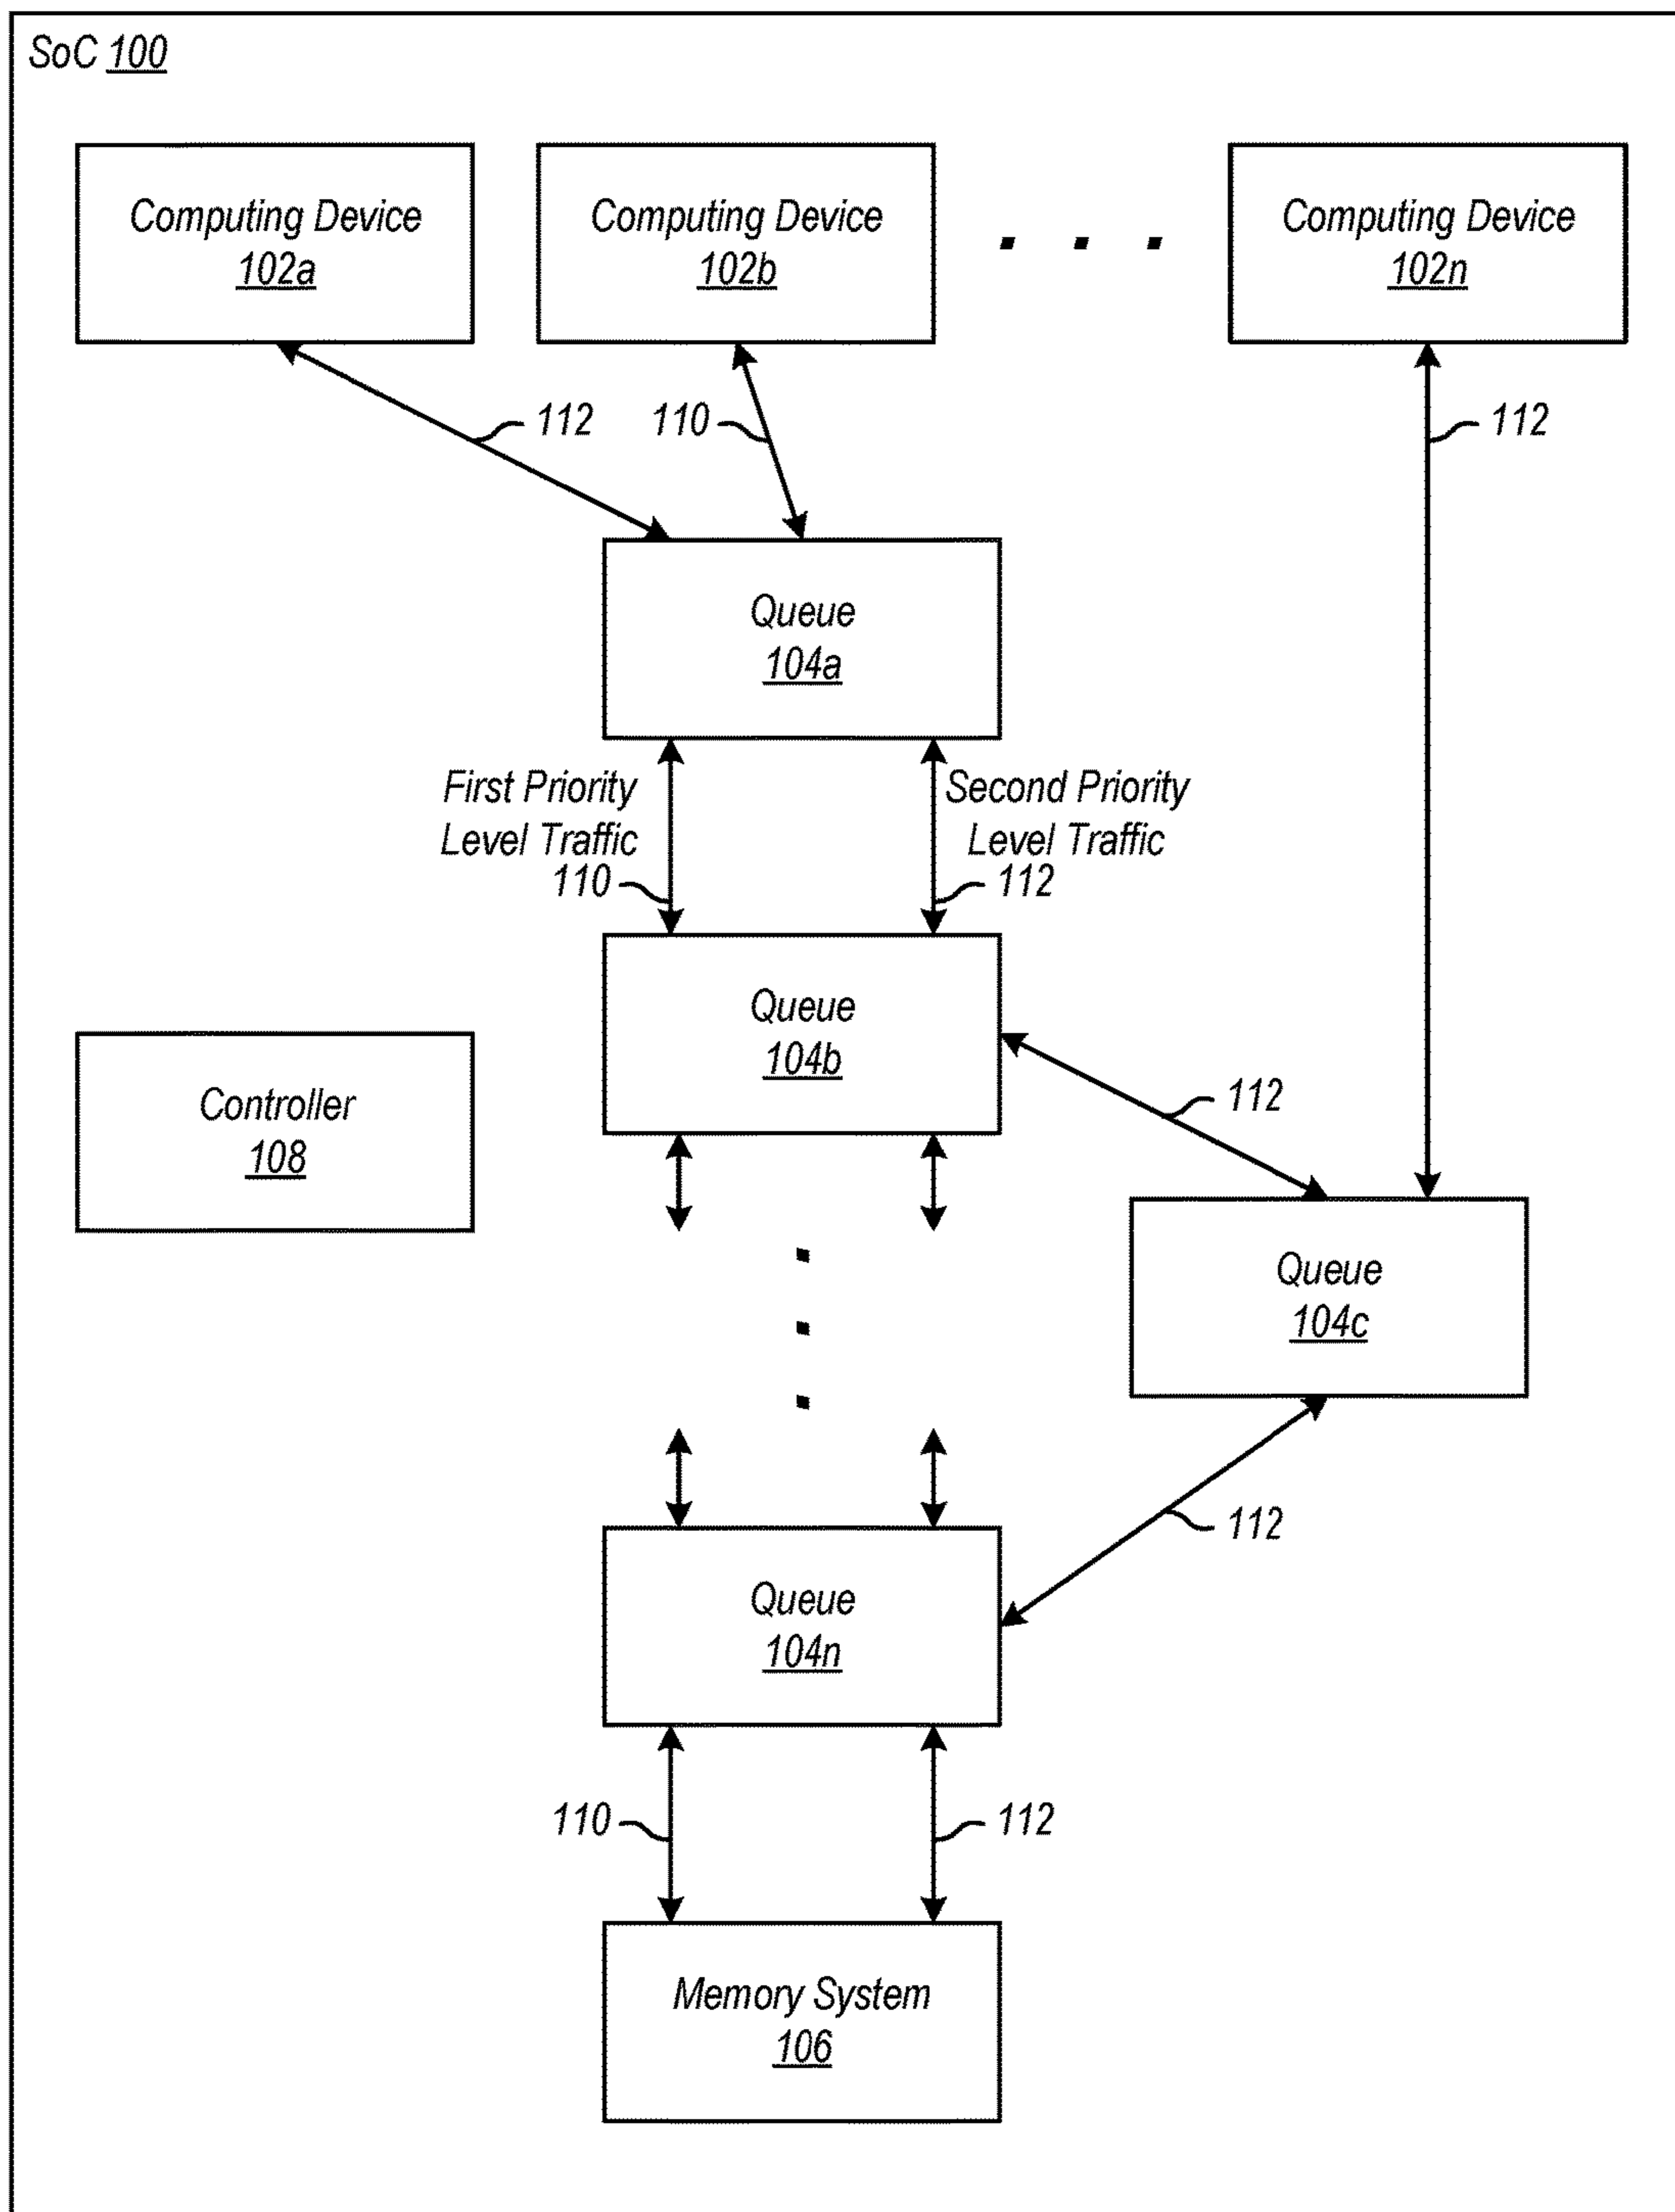 SoC 100
Computing Device
102a
Computing Device
102b
. . .
Computing Device
102n
112
110
112
Queue
104a
First Priority
Level Traffic
110
Second Priority
Level Traffic
112
Queue
104b
Controller
108
112
Queue
104c
112
Queue
104n
110
112
Memory System
106